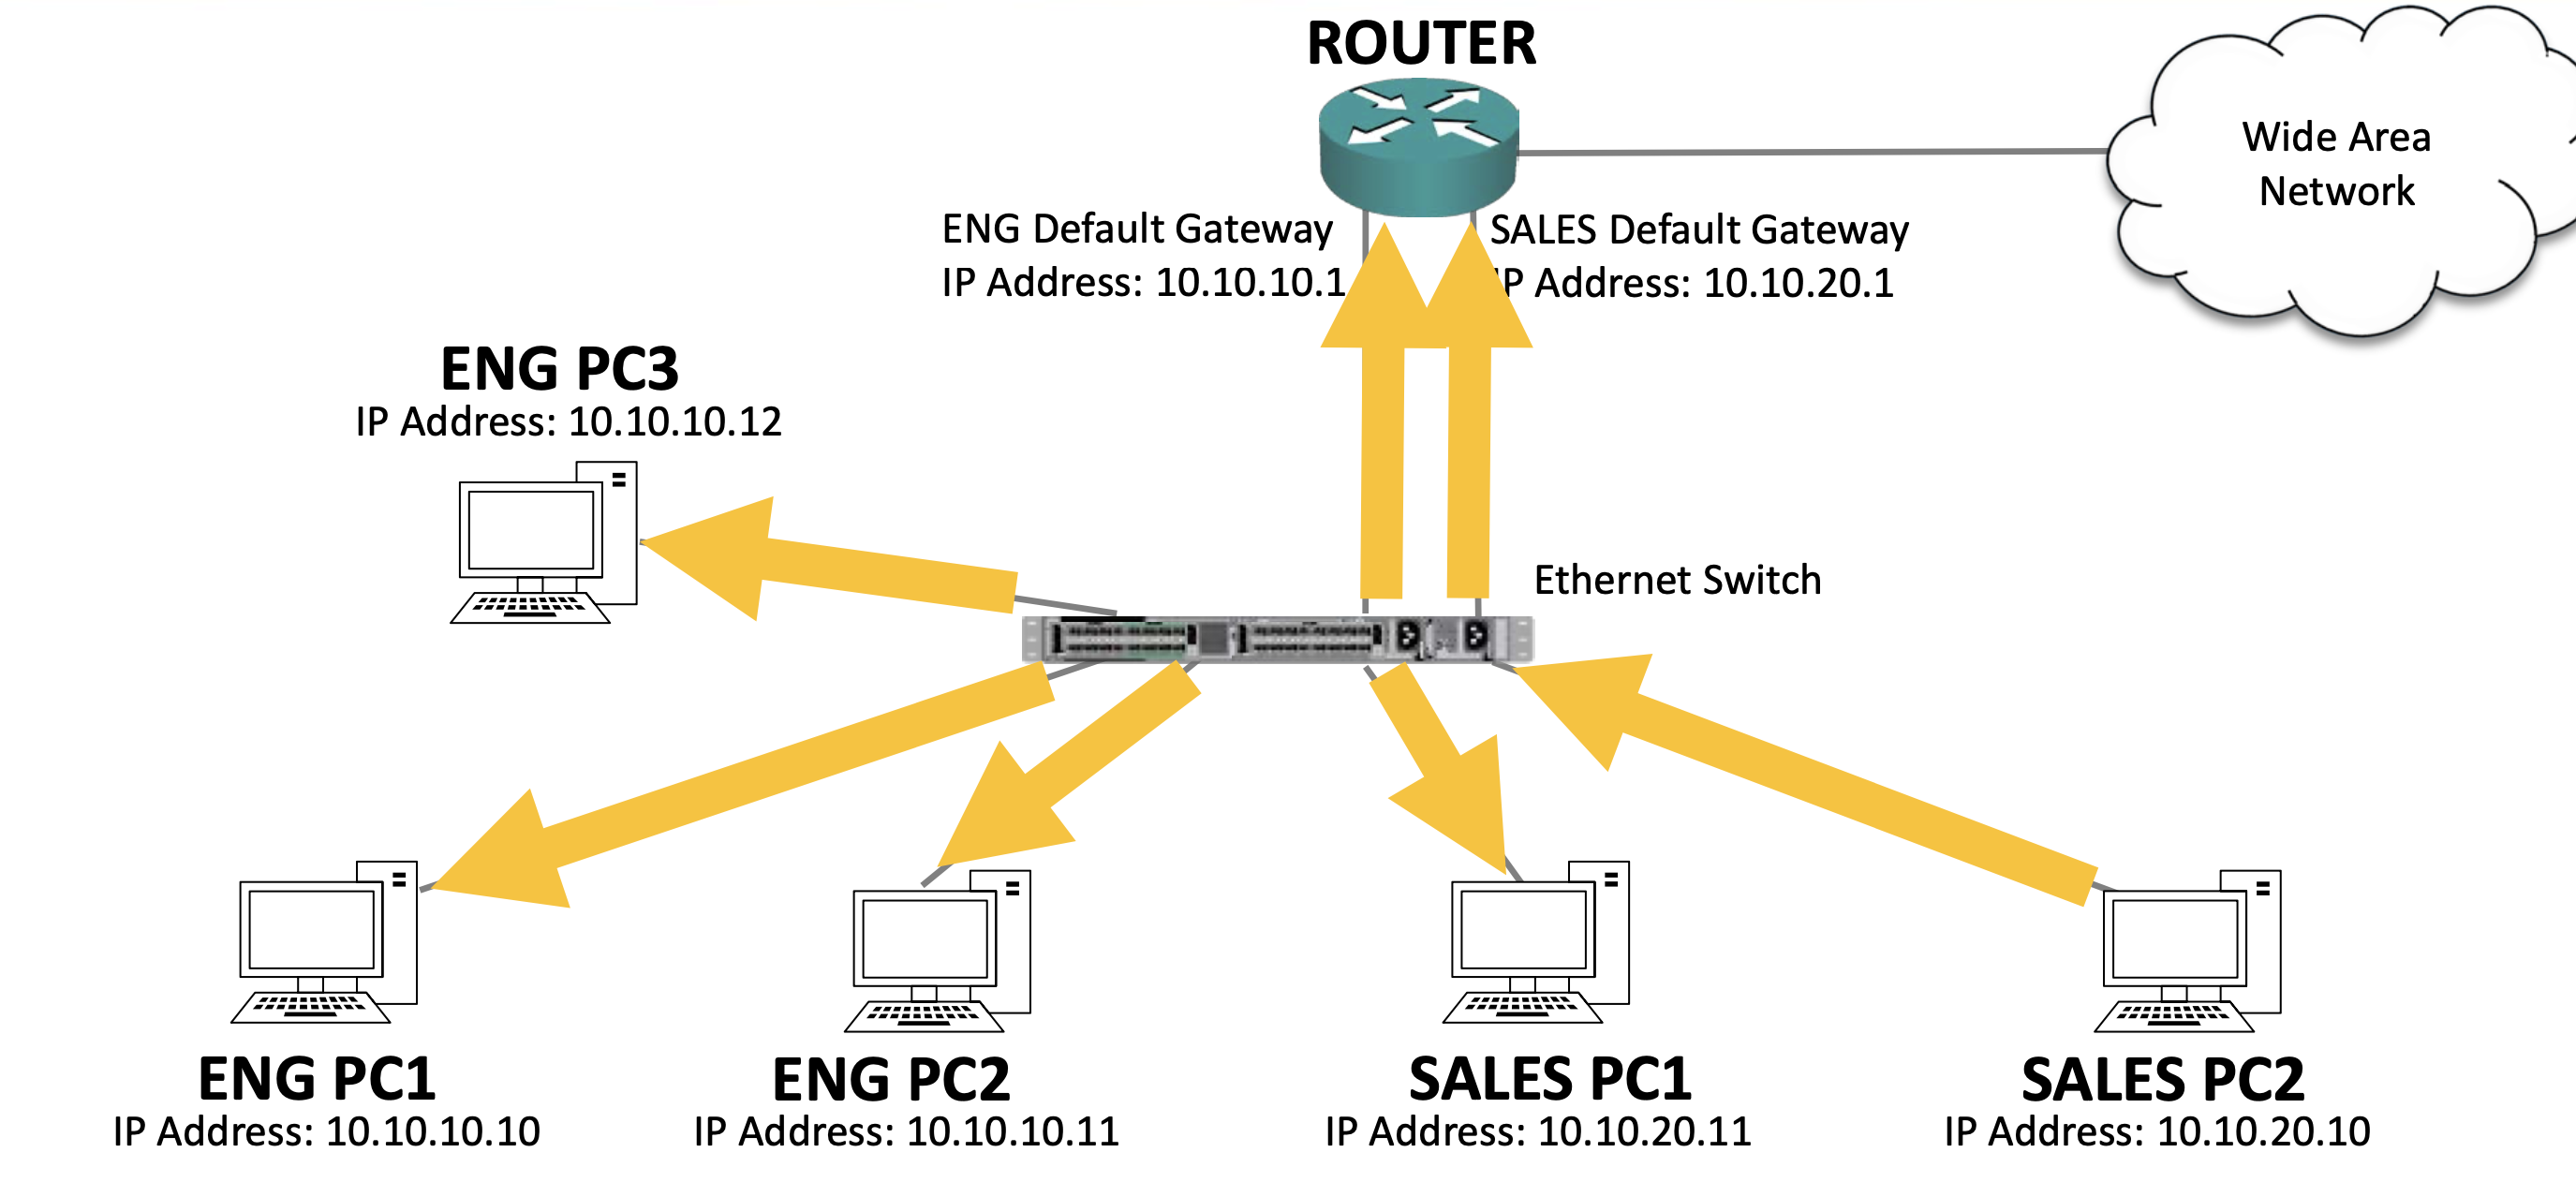 ROUTER
Wide Area
Network
ENG Default Gateway
IP Address: 10.10.10.1
SALES Default Gateway
IP Address: 10.10.20.1
ENG PC3
IP Address: 10.10.10.12
Ethernet Switch
ENG PC1
IP Address: 10.10.10.10
ENG PC2
IP Address: 10.10.10.11
SALES PC1
IP Address: 10.10.20.11
SALES PC2
IP Address: 10.10.20.10